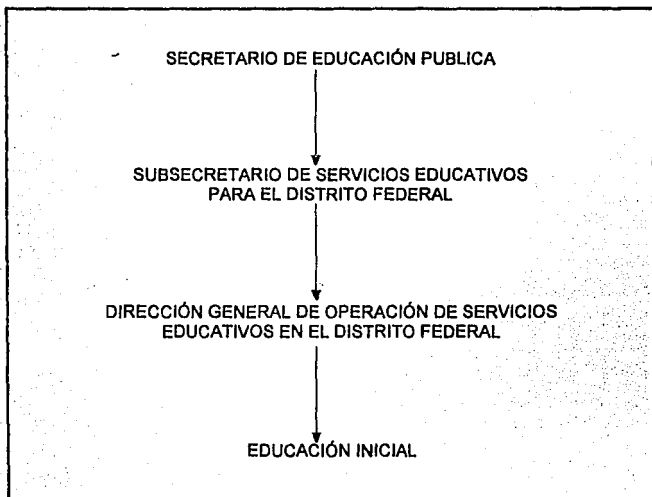 SECRETARIO DE EDUCACIÓN PUBLICA
SUBSECRETARIO DE SERVICIOS EDUCATIVOS
PARA EL DISTRITO FEDERAL
DIRECCIÓN GENERAL DE OPERACIÓN DE SERVICIOS
EDUCATIVOS EN EL DISTRITO FEDERAL
EDUCACIÓN INICIAL